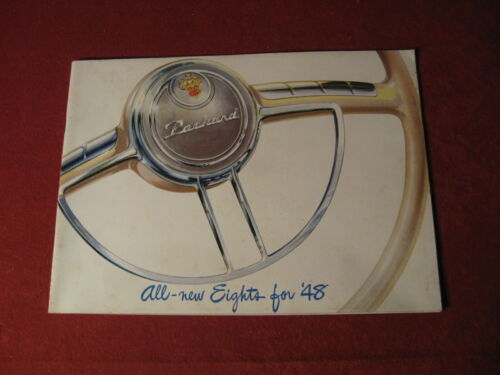 Packard
All-new Eights for '48